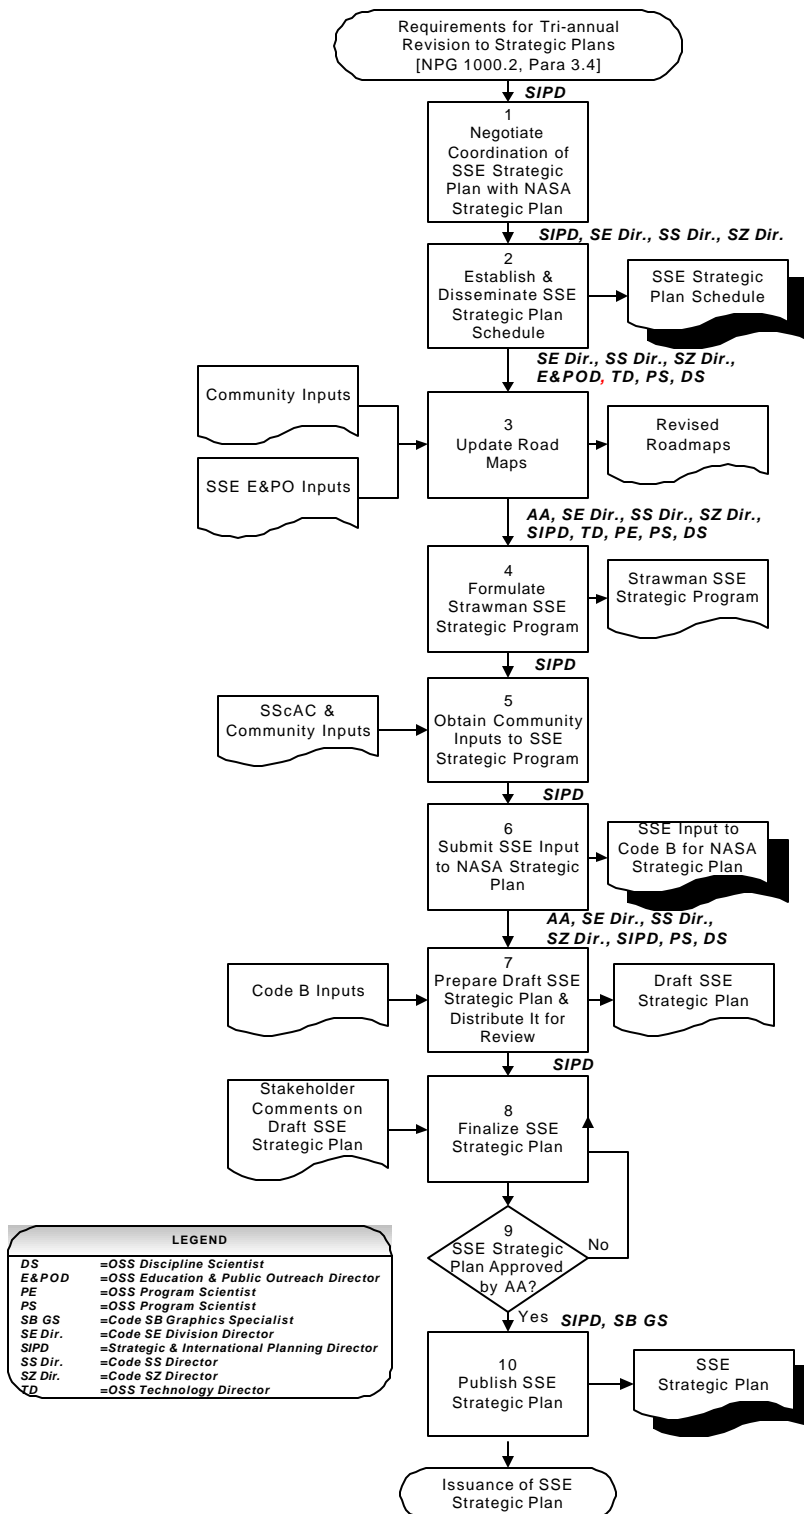 Requirements for Tri-annual
Revision to Strategic Plans
[NPG 1000.2, Para 3.4]
SIPD
1
Negotiate
Coordination of
SSE Strategic
Plan with NASA
Strategic Plan
SIPD, SE Dir., SS Dir., SZ Dir.
2
Establish &
Disseminate SSE
Strategic Plan
Schedule
SSE Strategic
Plan Schedule
SE Dir., SS Dir., SZ Dir.,
E&POD, TD, PS, DS
Community Inputs
SSE E&PO Inputs
3
Update Road
Maps
Revised
Roadmaps
AA, SE Dir., SS Dir., SZ Dir.,
SIPD, TD, PE, PS, DS
4
Formulate
Strawman SSE
Strategic Program
Strawman SSE
Strategic Program
SIPD
SScAC &
Community Inputs
5
Obtain Community
Inputs to SSE
Strategic Program
SIPD
6
Submit SSE Input
to NASA Strategic
Plan
SSE Input to
Code B for NASA
Strategic Plan
AA, SE Dir., SS Dir.,
SZ Dir., SIPD, PS, DS
Code B Inputs
7
Prepare Draft SSE
Strategic Plan &
Distribute It for
Review
Draft SSE
Strategic Plan
SIPD
Stakeholder
Comments on
Draft SSE
Strategic Plan
8
Finalize SSE
Strategic Plan
9
SSE Strategic
Plan Approved
by AA?
No
Yes
SIPD, SB GS
10
Publish SSE
Strategic Plan
SSE
Strategic Plan
Issuance of SSE
Strategic Plan
LEGEND
DS =OSS Discipline Scientist
E&POD =OSS Education & Public Outreach Director
PE =OSS Program Scientist
PS =OSS Program Scientist
SB GS =Code SB Graphics Specialist
SE Dir. =Code SE Division Director
SIPD =Strategic & International Planning Director
SS Dir. =Code SS Director
SZ Dir. =Code SZ Director
TD =OSS Technology Director